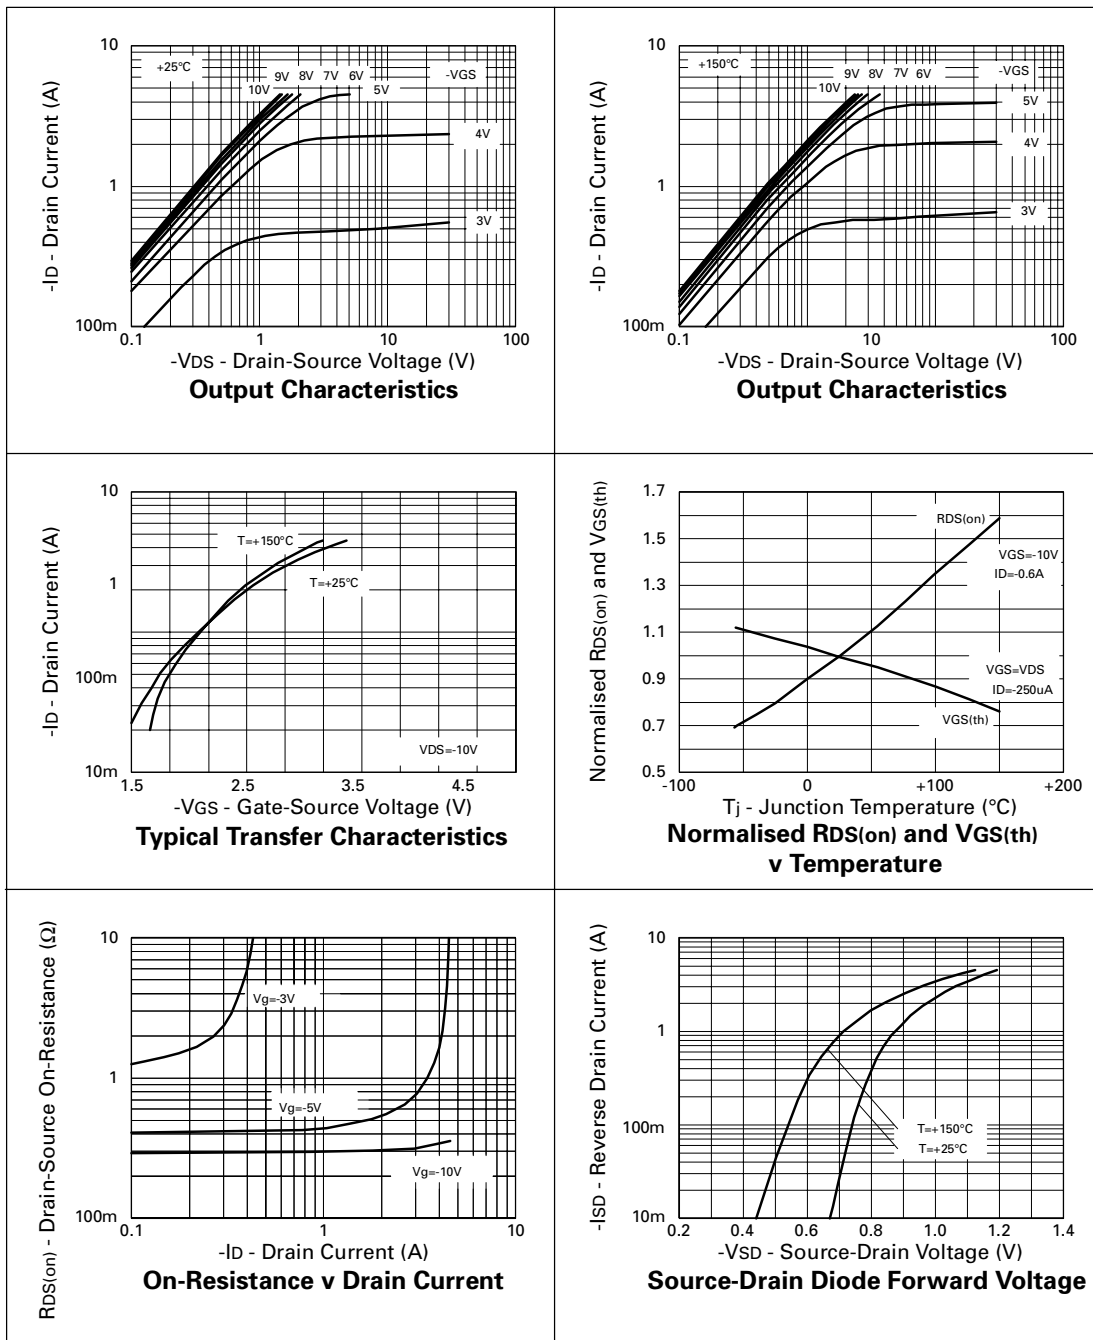 10
1
100m
-ID - Drain Current (A)
+25°C
9V 8V 7V 6V
10V
5V
-VGS
4V
3V
0.1 1 10 100
-VDS - Drain-Source Voltage (V)
Output Characteristics
10
1
100m
-ID - Drain Current (A)
+150°C
9V 8V 7V 6V
10V
-VGS
5V
4V
3V
0.1 10 100
-VDS - Drain-Source Voltage (V)
Output Characteristics
10
1
100m
10m
-ID - Drain Current (A)
T=+150°C
T=+25°C
VDS=-10V
1.5 2.5 3.5 4.5
-VGS - Gate-Source Voltage (V)
Typical Transfer Characteristics
1.7
1.5
1.3
1.1
0.9
0.7
0.5
Normalised RDS(on) and VGS(th)
RDS(on)
VGS=-10V
ID=-0.6A
VGS=VDS
ID=-250uA
VGS(th)
-100 0 +100 +200
Tj - Junction Temperature (°C)
Normalised RDS(on) and VGS(th)
v Temperature
10
1
100m
RDS(on) - Drain-Source On-Resistance (Ω)
Vg=-3V
Vg=-5V
Vg=-10V
0.1 1 10
-ID - Drain Current (A)
On-Resistance v Drain Current
10
1
100m
10m
-ISD - Reverse Drain Current (A)
T=+150°C
T=+25°C
0.2 0.4 0.6 0.8 1.0 1.2 1.4
-VSD - Source-Drain Voltage (V)
Source-Drain Diode Forward Voltage